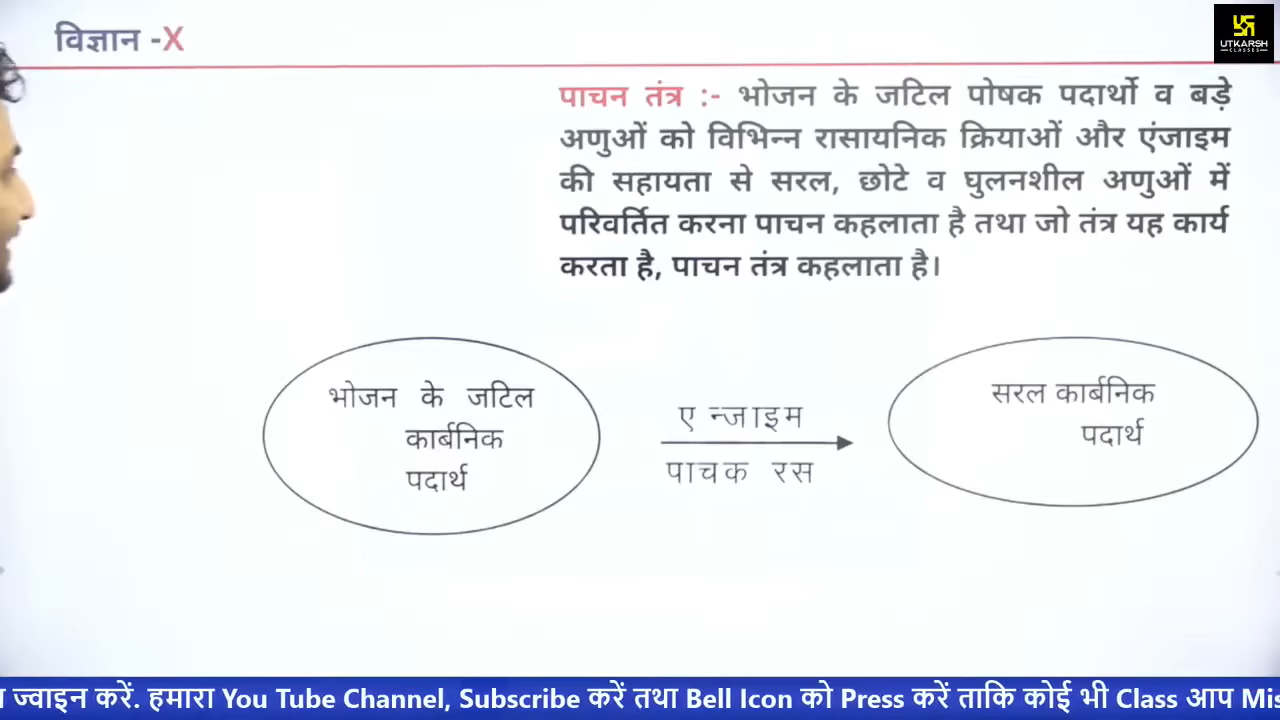 विज्ञान -X
UTKARSH
CLASSES
पाचन तंत्र :- भोजन के जटिल पोषक पदार्थो व बड़े
अणुओं को विभिन्न रासायनिक क्रियाओं और एंजाइम
की सहायता से सरल, छोटे व घुलनशील अणुओं में
परिवर्तित करना पाचन कहलाता है तथा जो तंत्र यह कार्य
करता है, पाचन तंत्र कहलाता है।
भोजन के जटिल
कार्बनिक
पदार्थ
ए न्जाइम
पाचक रस
सरल कार्बनिक
पदार्थ
ज्वाइन करें. हमारा You Tube Channel, Subscribe करें तथा Bell Icon को Press करें ताकि कोई भी Class आप